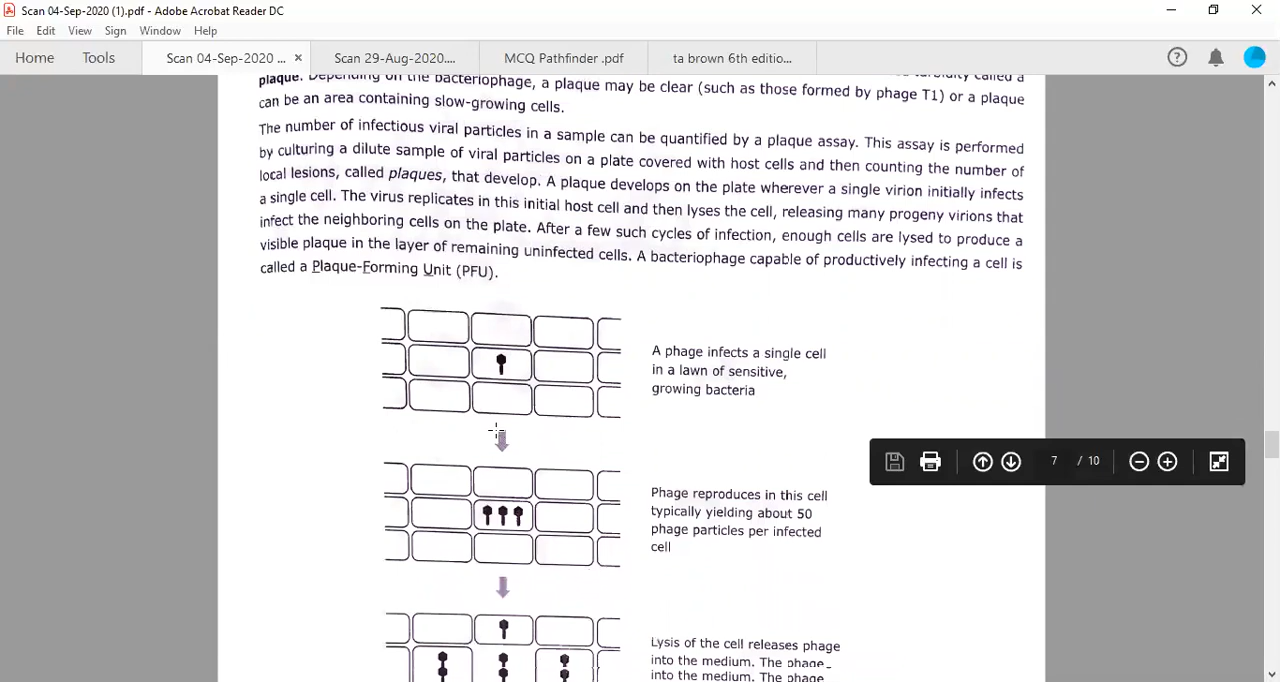 Scan 04-Sep-2020 (1).pdf - Adobe Acrobat Reader DC
File Edit View Sign Window Help
Home Tools Scan 04-Sep-2020 ... × Scan 29-Aug-2020.... MCQ Pathfinder .pdf ta brown 6th editio...
plaque. Depending on the bacteriophage, a plaque may be clear (such as those formed by phage T1) or a plaque
can be an area containing slow-growing cells.
The number of infectious viral particles in a sample can be quantified by a plaque assay. This assay is performed
by culturing a dilute sample of viral particles on a plate covered with host cells and then counting the number of
local lesions, called plaques, that develop. A plaque develops on the plate wherever a single virion initially infects
a single cell. The virus replicates in this initial host cell and then lyses the cell, releasing many progeny virions that
infect the neighboring cells on the plate. After a few such cycles of infection, enough cells are lysed to produce a
visible plaque in the layer of remaining uninfected cells. A bacteriophage capable of productively infecting a cell is
called a Plaque-Forming Unit (PFU).
A phage infects a single cell
in a lawn of sensitive,
growing bacteria
7 / 10
Phage reproduces in this cell
typically yielding about 50
phage particles per infected
cell
Lysis of the cell releases phage
into the medium. The phage
into the medium. The phage